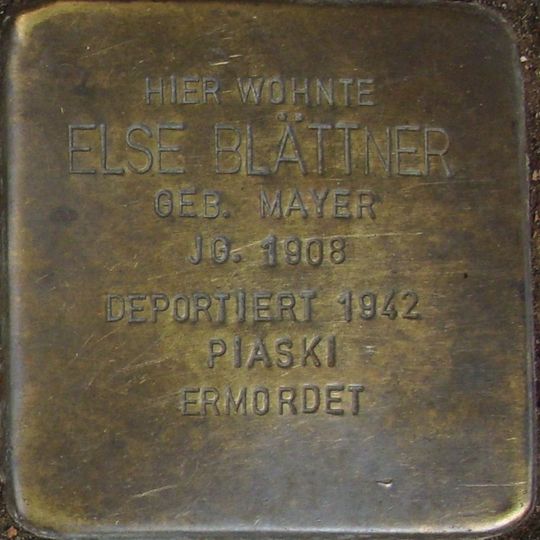 HIER WOHNTE
ELSE BLÄTTNER
GEB. MAYER
JG. 1908
DEPORTIERT 1942
PIASKI
ERMORDET